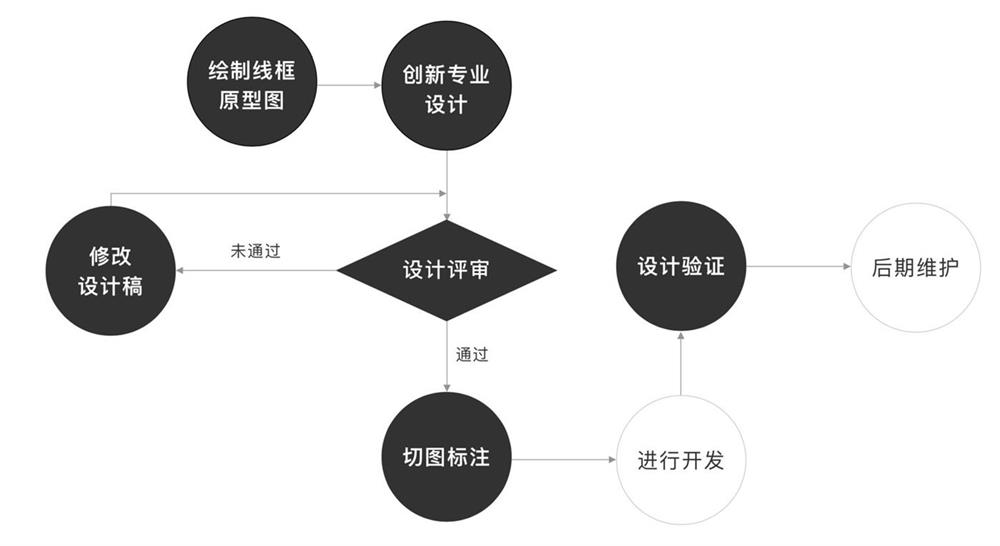 绘制线框
原型图
创新专业
设计
修改
设计稿
未通过
设计评审
通过
切图标注
进行开发
设计验证
后期维护